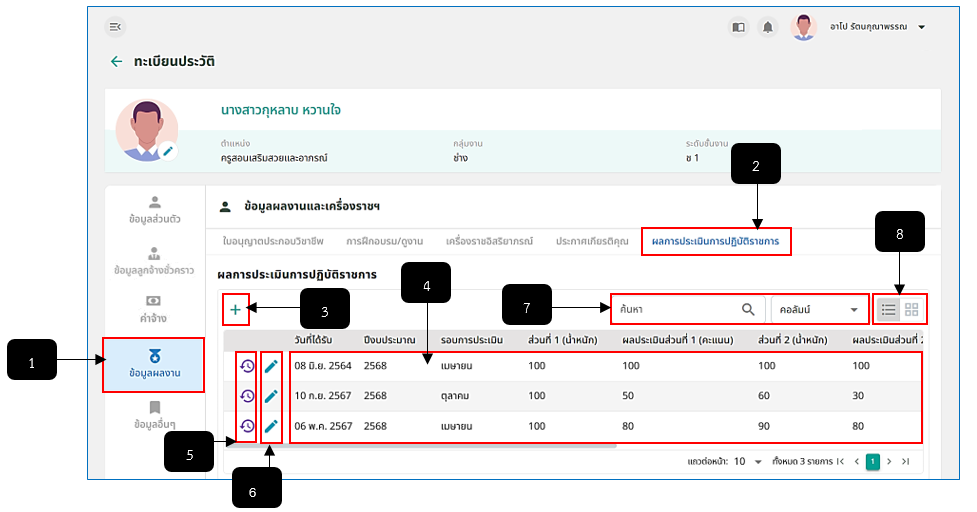 อาโป รัตนกุณาพรรณ
ทะเบียนประวัติ
นางสาวกุหลาบ หวานใจ
ตำแหน่ง กลุ่มงาน ระดับชั้นงาน
ครูสอนเสริมสวยและอาภรณ์ ช่าง ช 1
2
ข้อมูลส่วนตัว
ข้อมูลลูกจ้างชั่วคราว
ค่าจ้าง
ข้อมูลผลงาน
ข้อมูลอื่นๆ
1
ข้อมูลผลงานและเครื่องราชฯ
8
ใบอนุญาตประกอบวิชาชีพ การฝึกอบรม/ดูงาน เครื่องราชอิสริยาภรณ์ ประกาศเกียรติคุณ ผลการประเมินการปฏิบัติราชการ
ผลการประเมินการปฏิบัติราชการ
4
3
7
ค้นหา คอลัมน์
วันที่ได้รับ ปีงบประมาณ รอบการประเมิน ส่วนที่ 1 (น้ำหนัก) ผลประเมินส่วนที่ 1 (คะแนน) ส่วนที่ 2 (น้ำหนัก) ผลประเมินส่วนที่ 2
08 มิ.ย. 2564 2568 เมษายน 100 100 100 100
10 ก.ย. 2567 2568 ตุลาคม 100 50 60 30
06 พ.ค. 2567 2568 เมษายน 100 80 90 80
5
6
แถวต่อหน้า: 10 ทั้งหมด 3 รายการ 1